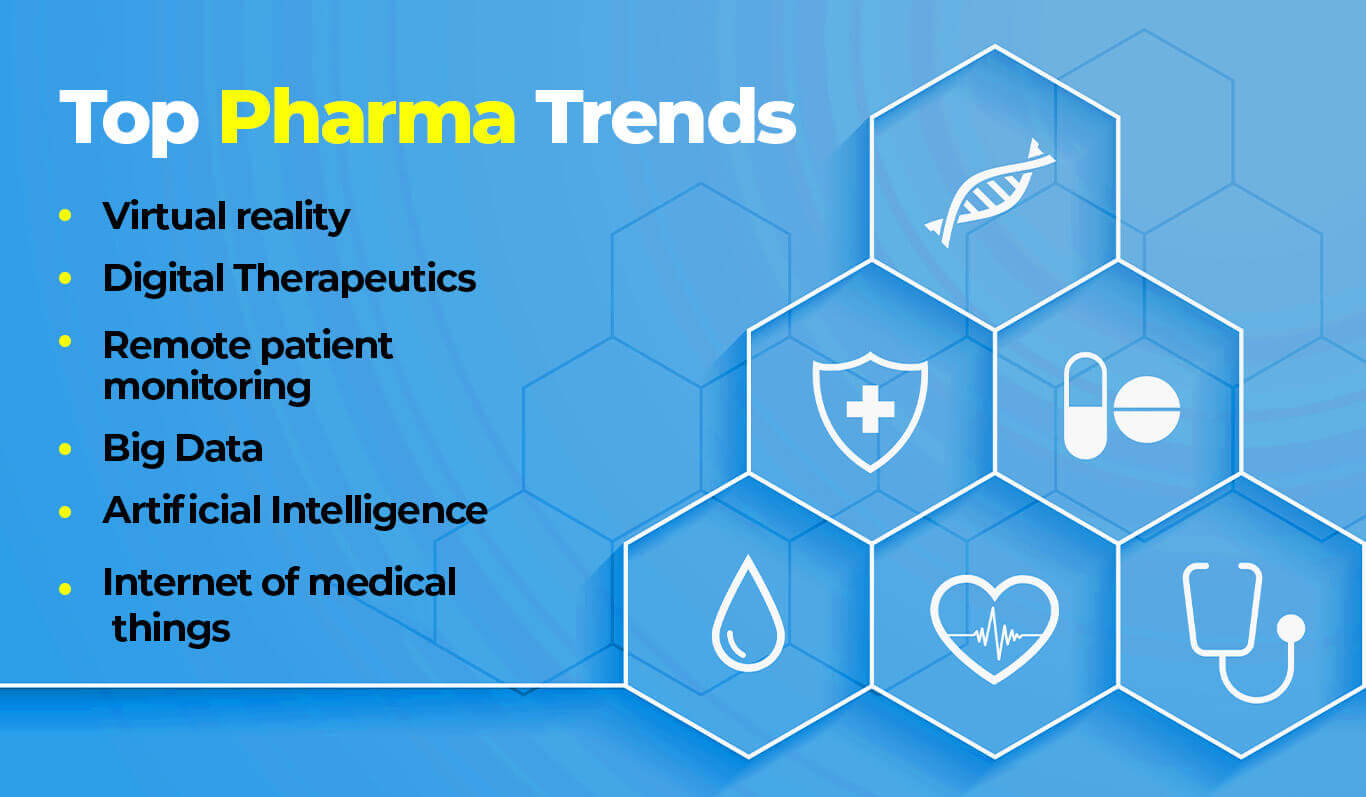 Top Pharma Trends
• Virtual reality
• Digital Therapeutics
• Remote patient
monitoring
• Big Data
• Artificial Intelligence
• Internet of medical
things